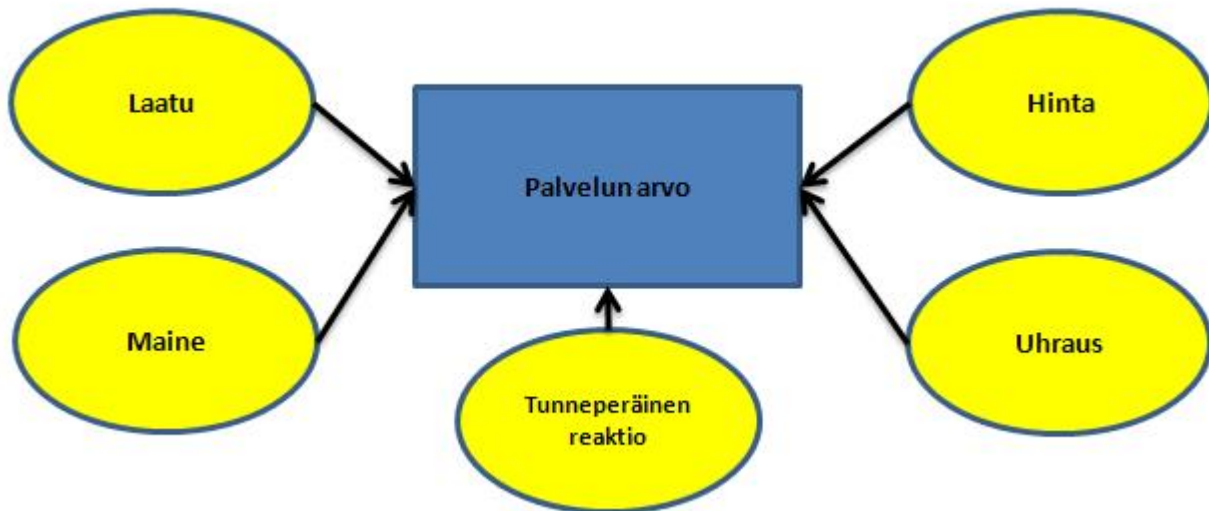 Laatu
Hinta
Palvelun arvo
Maine
Uhraus
Tunneperäinen
reaktio